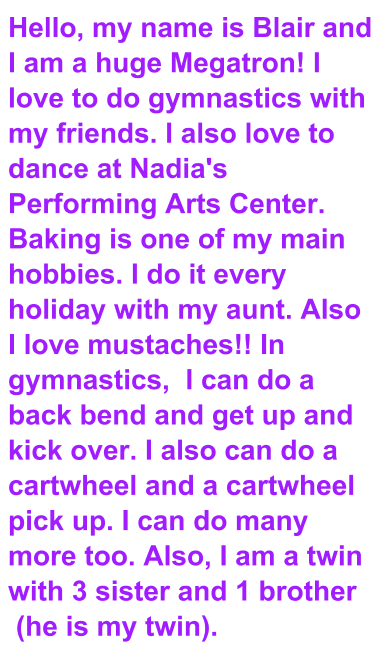 Hello, my name is Blair and
I am a huge Megatron! I
love to do gymnastics with
my friends. I also love to
dance at Nadia's
Performing Arts Center.
Baking is one of my main
hobbies. I do it every
holiday with my aunt. Also
I love mustaches!! In
gymnastics,  I can do a
back bend and get up and
kick over. I also can do a
cartwheel and a cartwheel
pick up. I can do many
more too. Also, I am a twin
with 3 sister and 1 brother
(he is my twin).